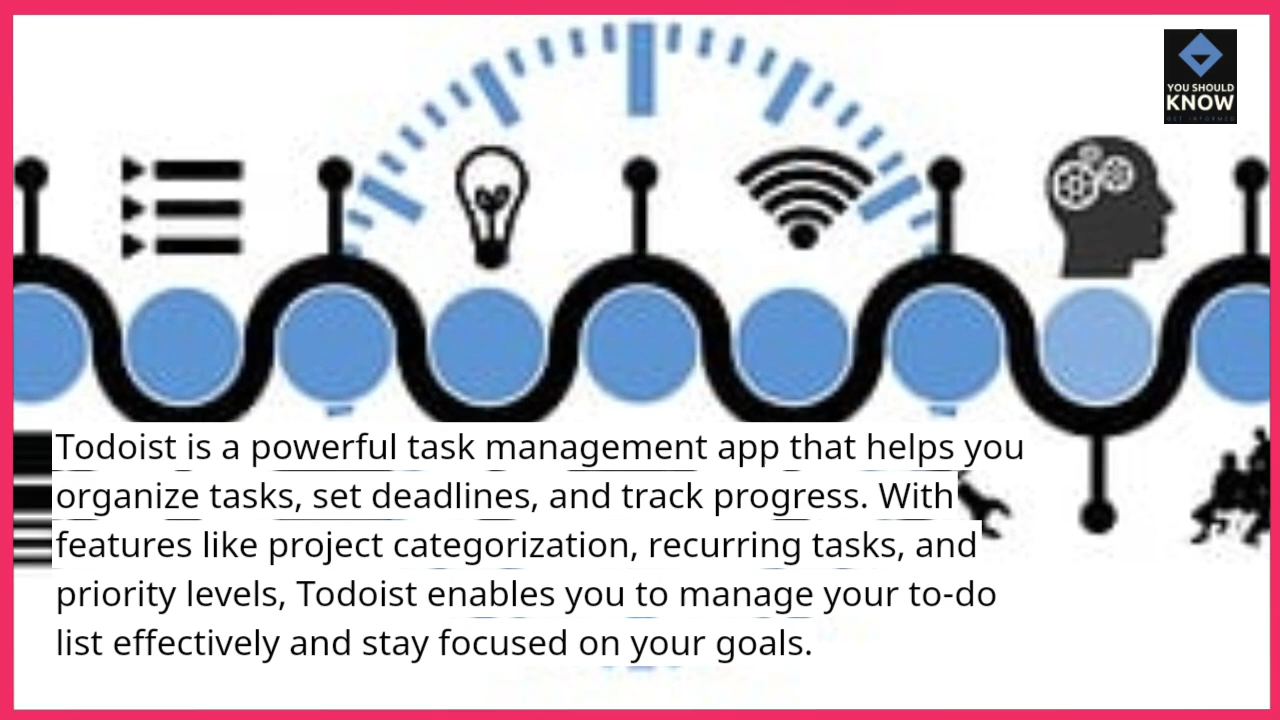 YOU SHOULD
KNOW
GET INFORMED
Todoist is a powerful task management app that helps you
organize tasks, set deadlines, and track progress. With
features like project categorization, recurring tasks, and
priority levels, Todoist enables you to manage your to-do
list effectively and stay focused on your goals.